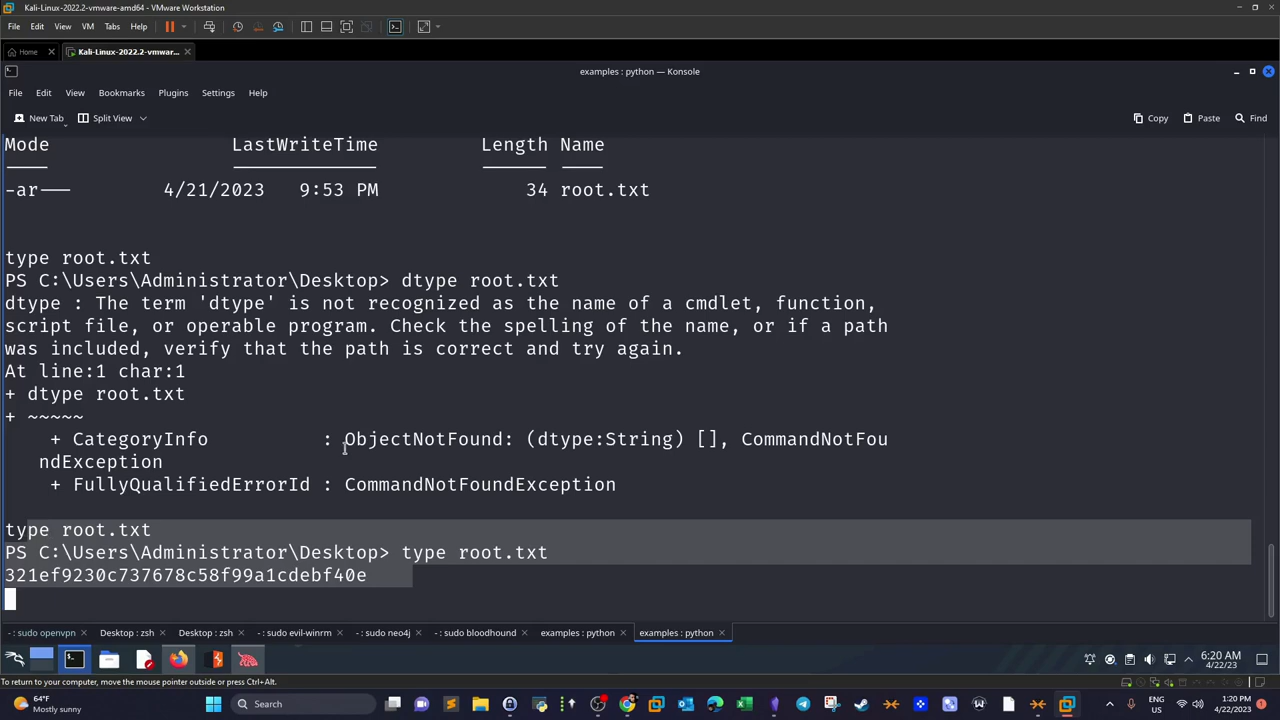 Kali-Linux-2022.2-vmware-amd64 - VMware Workstation
File Edit View VM Tabs Help
Home Kali-Linux-2022.2-vmwar...
examples : python — Konsole
File Edit View Bookmarks Plugins Settings Help
New Tab Split View Copy Paste Find
Mode LastWriteTime Length Name
-ar--- 4/21/2023 9:53 PM 34 root.txt
type root.txt
PS C:\Users\Administrator\Desktop> dtype root.txt
dtype : The term 'dtype' is not recognized as the name of a cmdlet, function,
script file, or operable program. Check the spelling of the name, or if a path
was included, verify that the path is correct and try again.
At line:1 char:1
+ dtype root.txt
+ ~~~~~
+ CategoryInfo : ObjectNotFound: (dtype:String) [], CommandNotFou
ndException
+ FullyQualifiedErrorId : CommandNotFoundException
type root.txt
PS C:\Users\Administrator\Desktop> type root.txt
321ef9230c737678c58f99a1cdebf40e
- : sudo openvpn Desktop : zsh Desktop : zsh - : sudo evil-winrm - : sudo neo4j - : sudo bloodhound examples : python examples : python
6:20 AM
4/22/23
To return to your computer, move the mouse pointer outside or press Ctrl+Alt.
64°F
Mostly sunny
Search
ENG
US
1:20 PM
4/22/2023